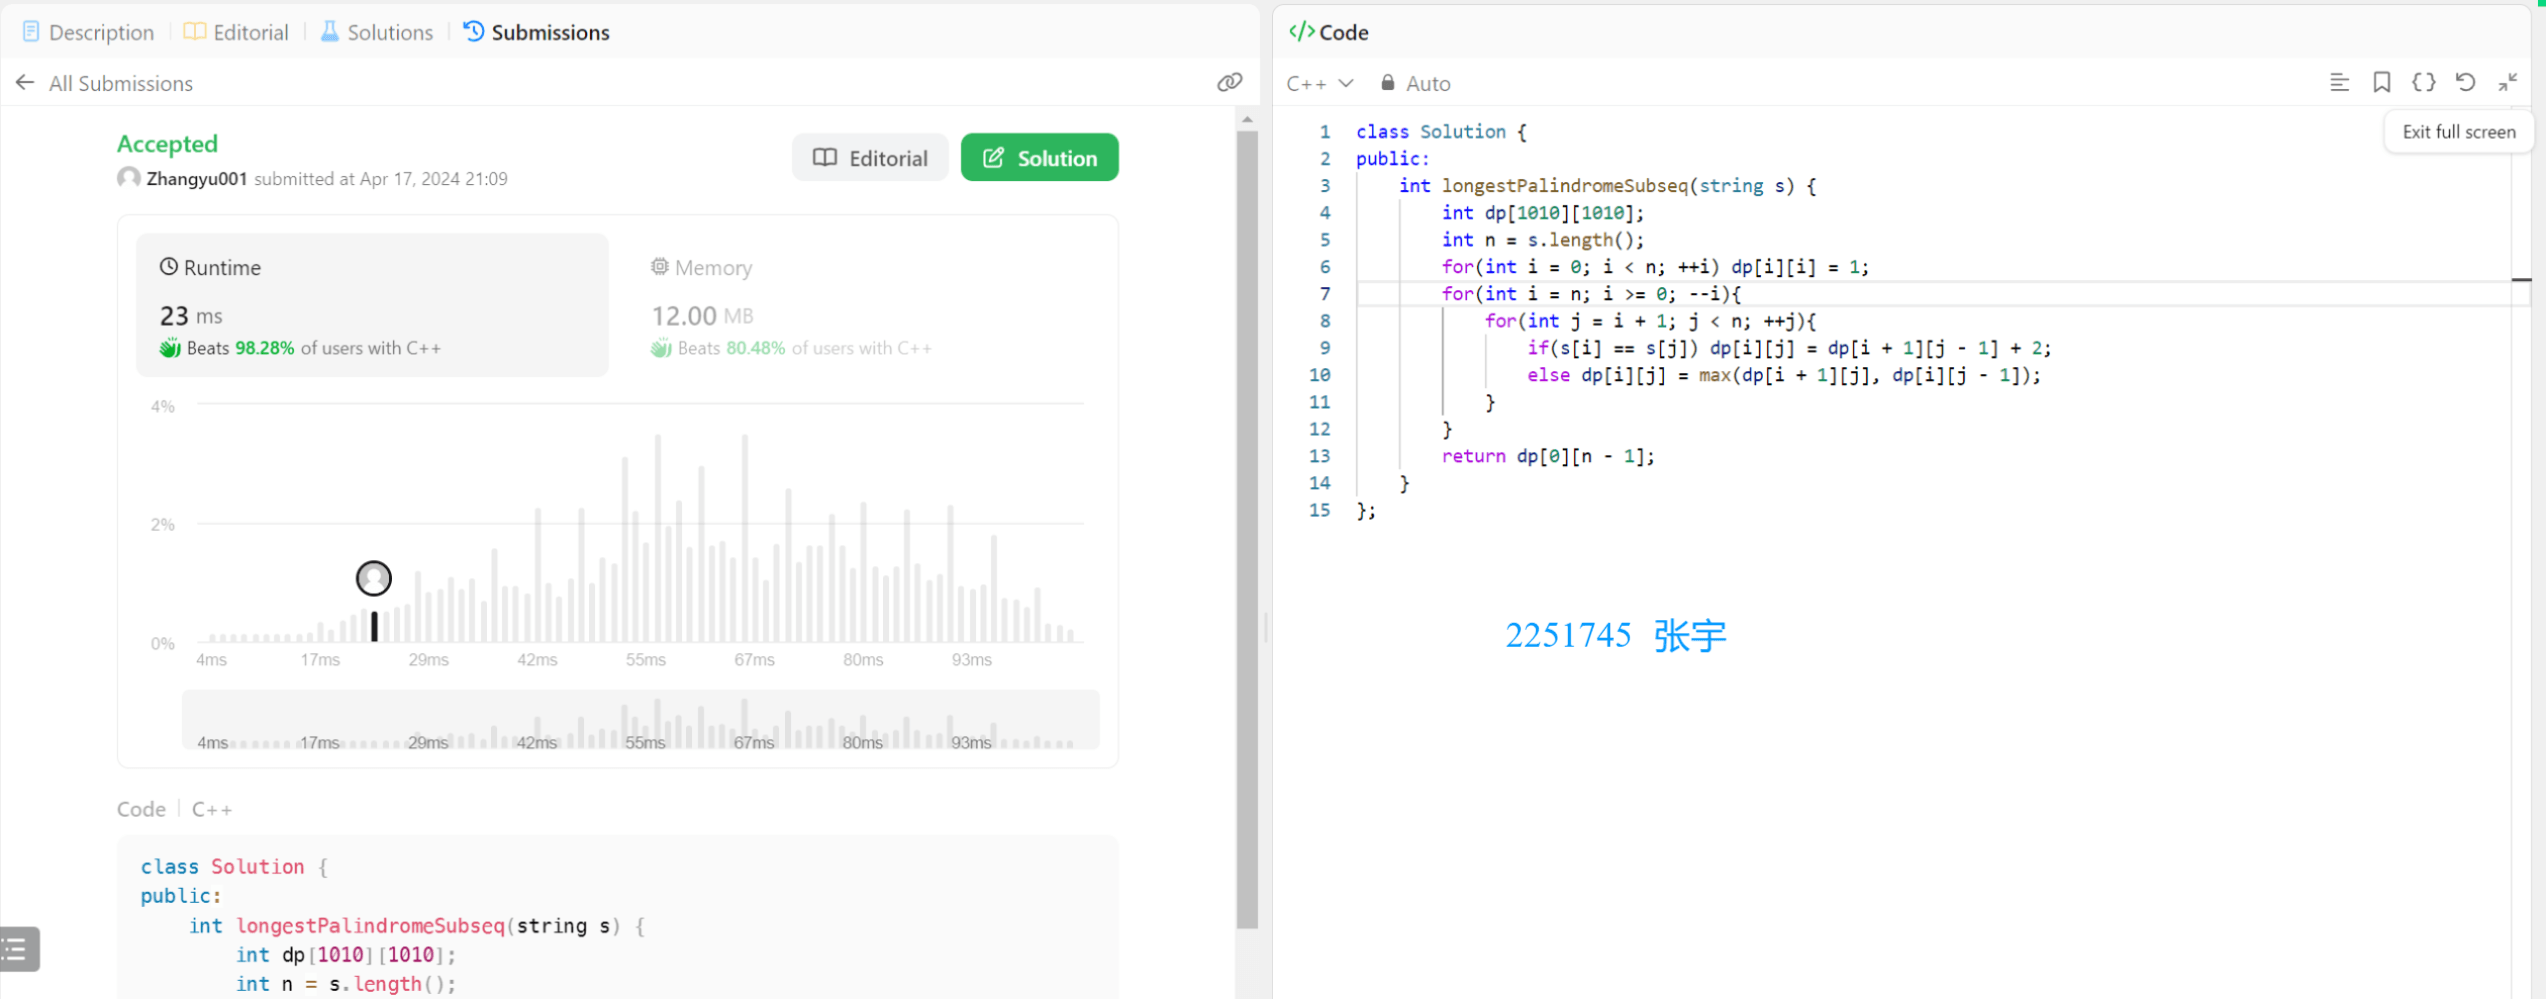 Description Editorial Solutions Submissions
All Submissions
Accepted
Zhangyu001 submitted at Apr 17, 2024 21:09
Editorial Solution
Runtime
23 ms
Beats 98.28% of users with C++
Memory
12.00 MB
Beats 80.48% of users with C++
4%
2%
0%
4ms 17ms 29ms 42ms 55ms 67ms 80ms 93ms
4ms 17ms 29ms 42ms 55ms 67ms 80ms 93ms
Code C++
class Solution {
public:
int longestPalindromeSubseq(string s) {
int dp[1010][1010];
int n = s.length();
</> Code
C++ Auto
{}
Exit full screen
1 class Solution {
2 public:
3 int longestPalindromeSubseq(string s) {
4 int dp[1010][1010];
5 int n = s.length();
6 for(int i = 0; i < n; ++i) dp[i][i] = 1;
7 for(int i = n; i >= 0; --i){
8 for(int j = i + 1; j < n; ++j){
9 if(s[i] == s[j]) dp[i][j] = dp[i + 1][j - 1] + 2;
10 else dp[i][j] = max(dp[i + 1][j], dp[i][j - 1]);
11 }
12 }
13 return dp[0][n - 1];
14 }
15 };
2251745 张宇